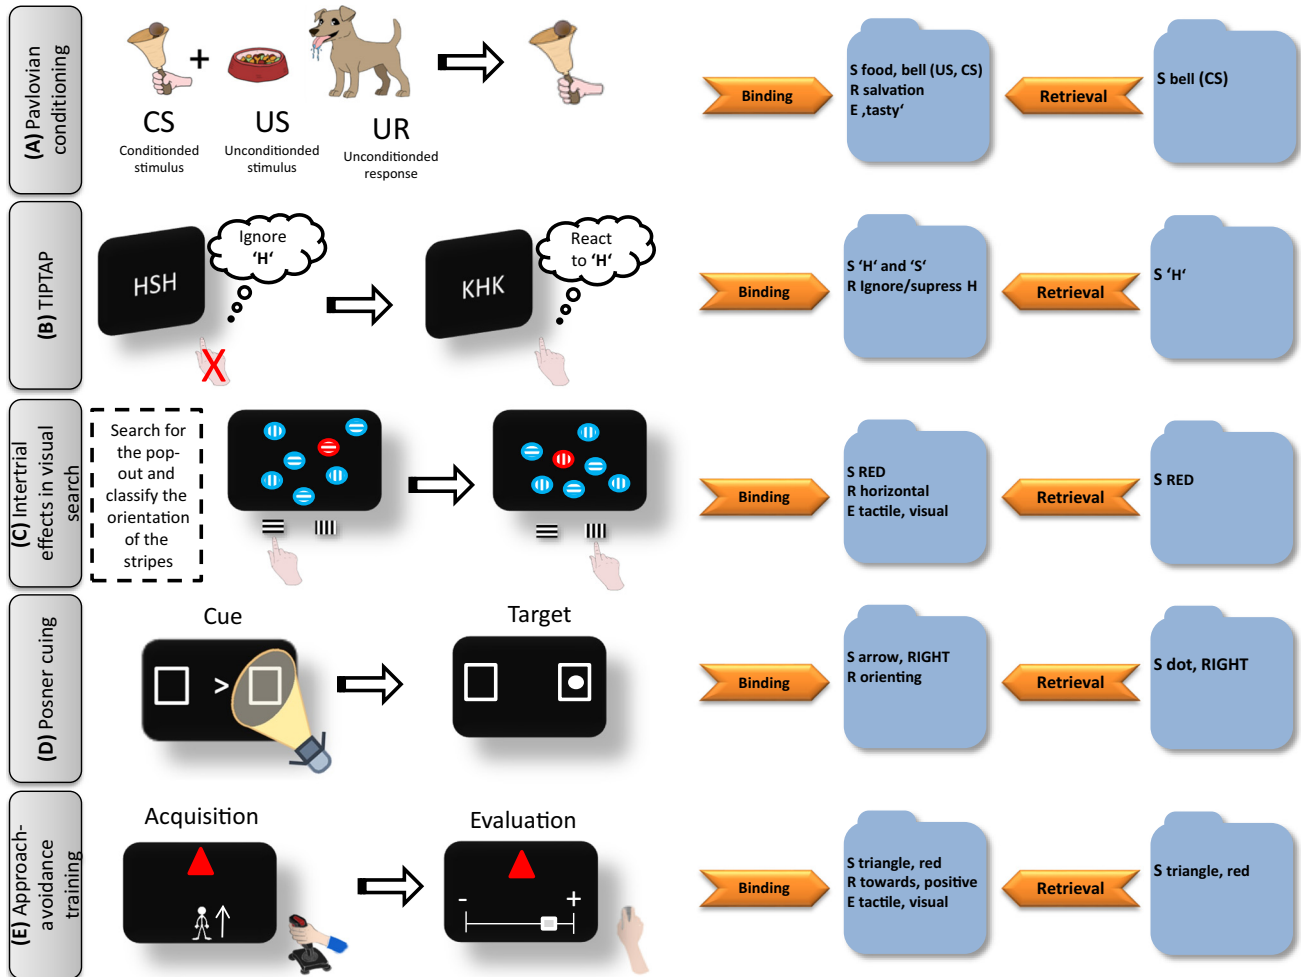 (A) Pavlovian
conditioning
+
CS
Conditionded
stimulus
US
Unconditionded
stimulus
UR
Unconditionded
response
Binding
S food, bell (US, CS)
R salvation
E ‚tasty‘
Retrieval
S bell (CS)
(B) TIPTAP
HSH
Ignore
‘H‘
X
KHK
React
to ‘H‘
Binding
S ‘H‘ and ‘S‘
R Ignore/supress H
Retrieval
S ‘H‘
(C) Intertrial
effects in visual
search
Search for
the pop-
out and
classify the
orientation
of the
stripes
Binding
S RED
R horizontal
E tactile, visual
Retrieval
S RED
(D) Posner cuing
Cue
>
Target
Binding
S arrow, RIGHT
R orienting
Retrieval
S dot, RIGHT
(E) Approach-
avoidance
training
Acquisition
Evaluation
- +
Binding
S triangle, red
R towards, positive
E tactile, visual
Retrieval
S triangle, red